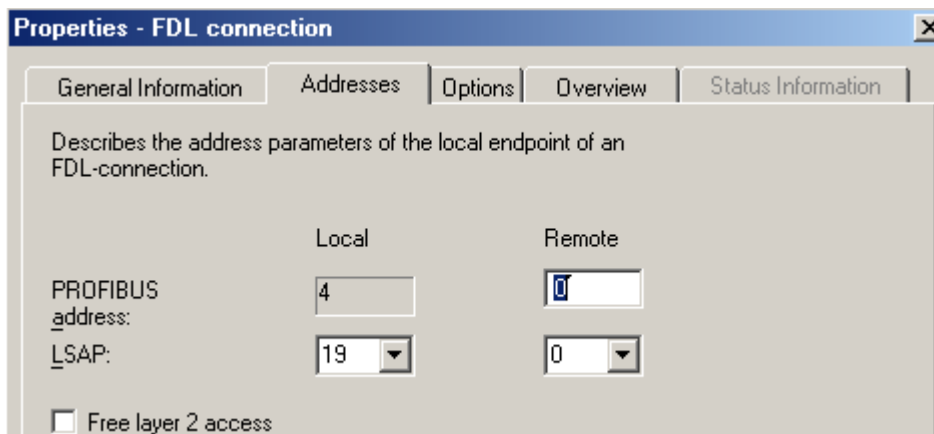 Properties - FDL connection
General Information Addresses Options Overview Status Information
Describes the address parameters of the local endpoint of an
FDL-connection.
Local Remote
PROFIBUS 4 0
address:
LSAP: 19 0
Free layer 2 access